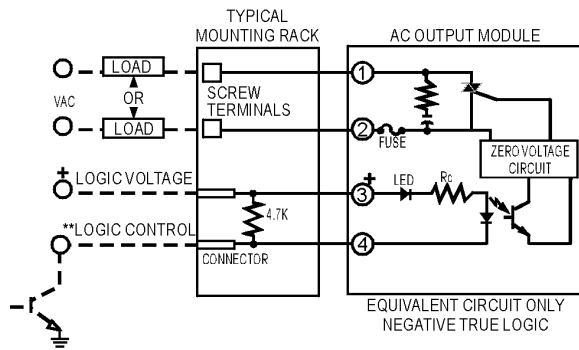 TYPICAL
MOUNTING RACK
AC OUTPUT MODULE
LOAD
1
VAC
OR
SCREW
TERMINALS
LOAD
2
FUSE
ZERO VOLTAGE
CIRCUIT
+
LOGIC VOLTAGE
+
3
LED
Rc
4.7K
**LOGIC CONTROL
4
CONNECTOR
EQUIVALENT CIRCUIT ONLY
NEGATIVE TRUE LOGIC